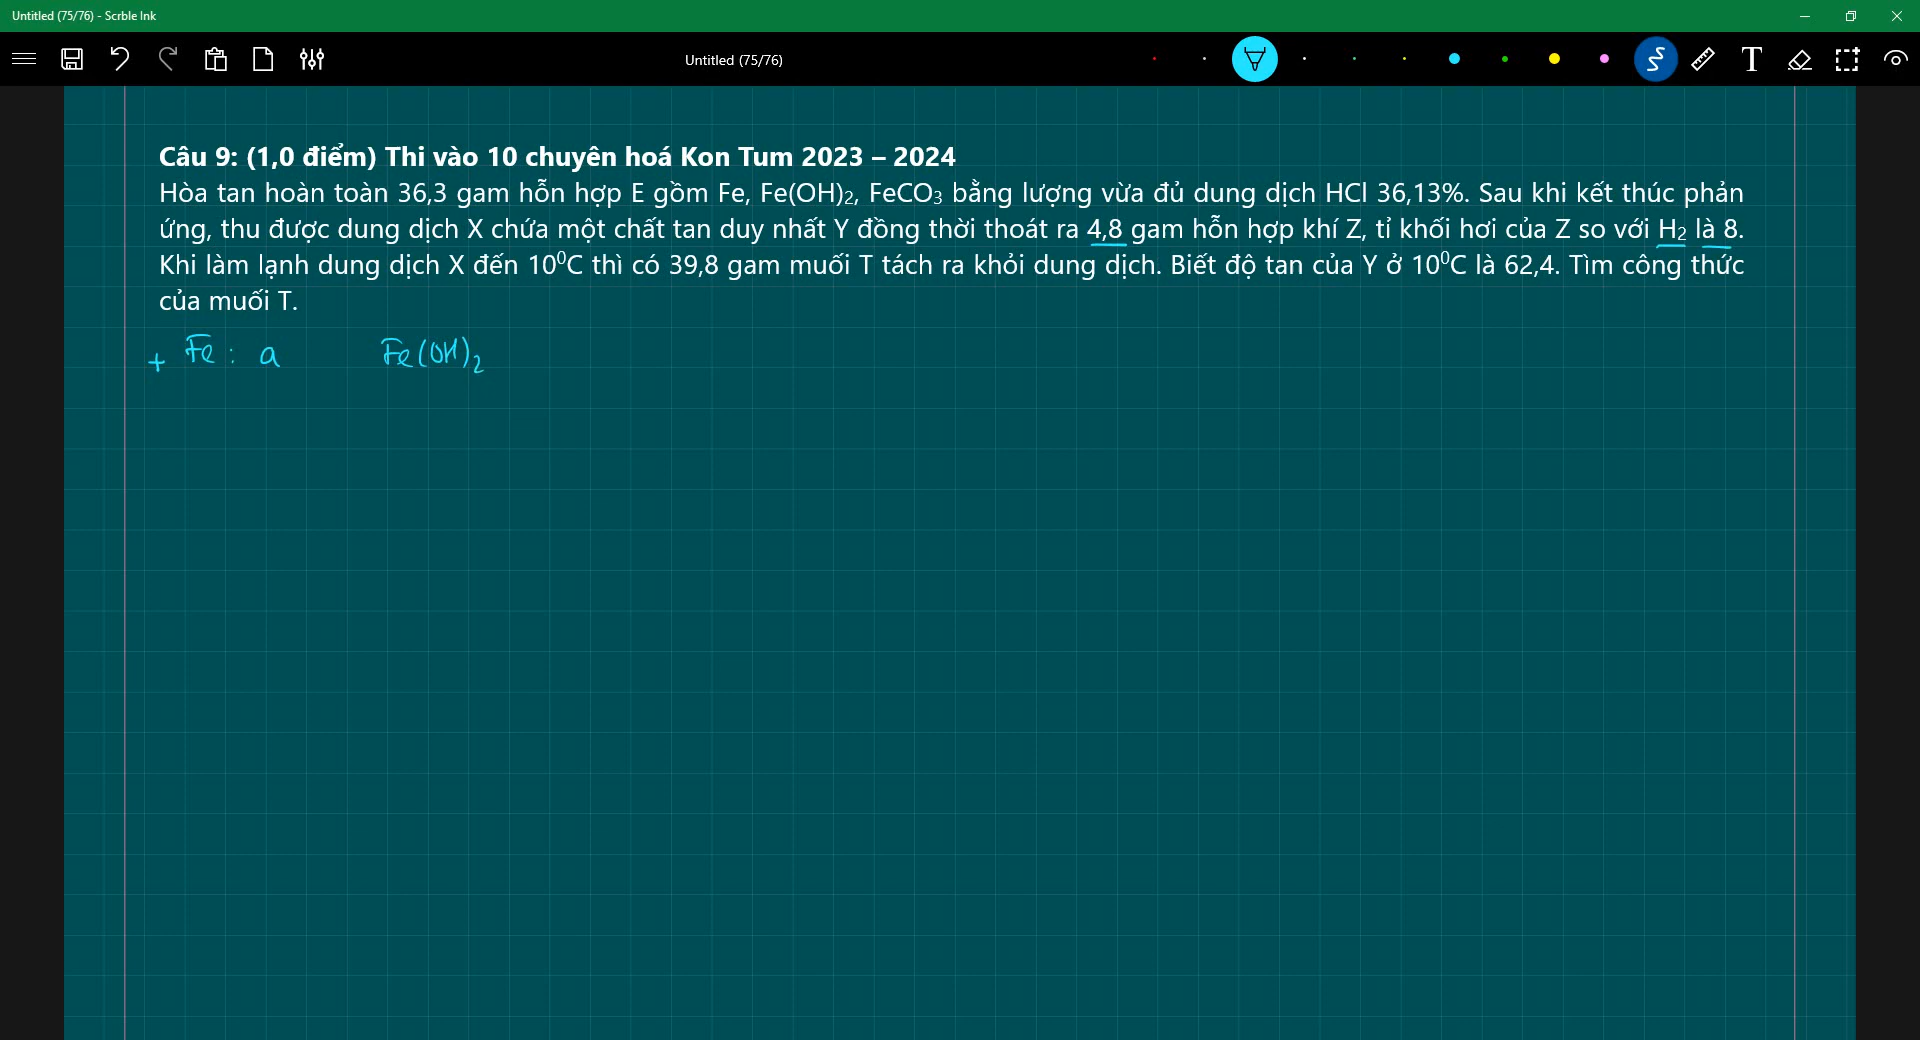 Untitled (75/76) - Scrble Ink
Untitled (75/76)
T
Câu 9: (1,0 điểm) Thi vào 10 chuyên hoá Kon Tum 2023 – 2024
Hòa tan hoàn toàn 36,3 gam hỗn hợp E gồm Fe, Fe(OH)₂, FeCO₃ bằng lượng vừa đủ dung dịch HCl 36,13%. Sau khi kết thúc phản
ứng, thu được dung dịch X chứa một chất tan duy nhất Y đồng thời thoát ra 4,8 gam hỗn hợp khí Z, tỉ khối hơi của Z so với H₂ là 8.
Khi làm lạnh dung dịch X đến 10⁰C thì có 39,8 gam muối T tách ra khỏi dung dịch. Biết độ tan của Y ở 10⁰C là 62,4. Tìm công thức
của muối T.
+ Fe : a Fe(OH)₂